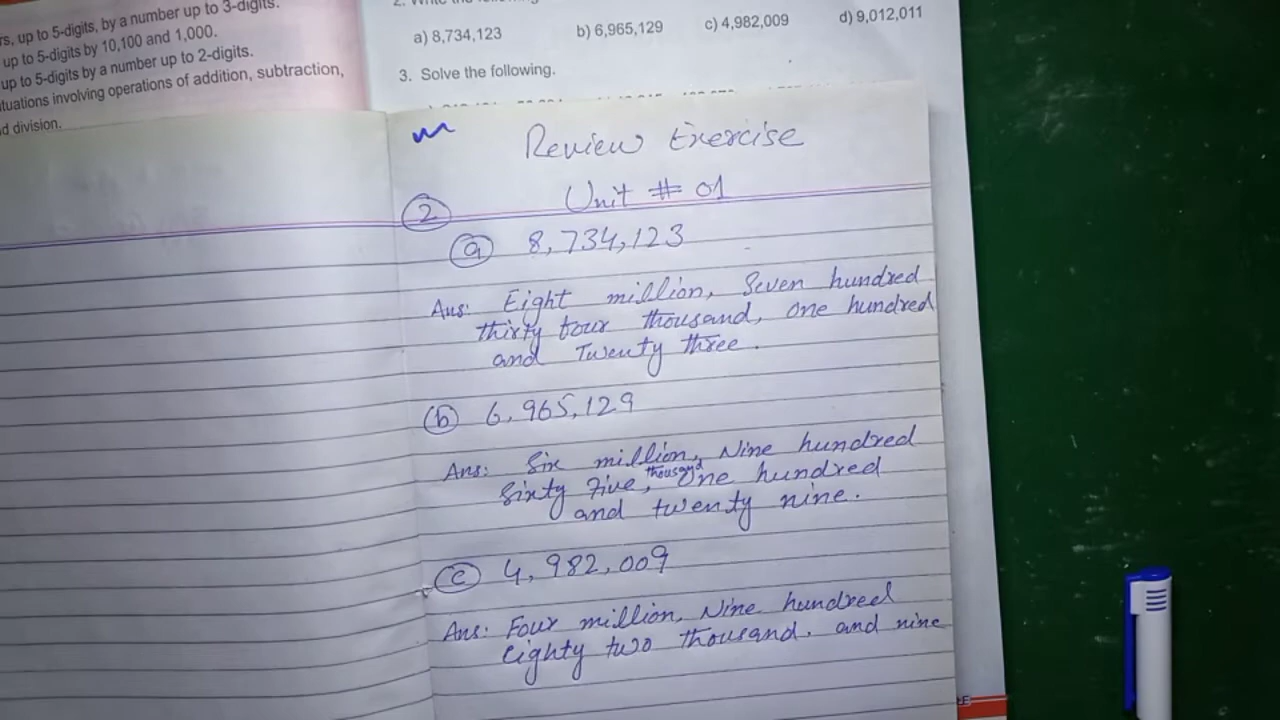 rs, up to 5-digits, by a number up to 3-digits.
up to 5-digits by 10,100 and 1,000.
up to 5-digits by a number up to 2-digits.
tuations involving operations of addition, subtraction,
d division.
a) 8,734,123 b) 6,965,129 c) 4,982,009 d) 9,012,011
3. Solve the following.
Review Exercise
Unit # 01
2
a 8,734,123
Ans: Eight million, Seven hundred
thirty four thousand, one hundred
and Twenty three.
b 6,965,129
Ans: Six million, Nine hundred
Sixty Five, thousand One hundred
and twenty nine.
c 4,982,009
Ans: Four million, Nine hundred
eighty two thousand. and nine